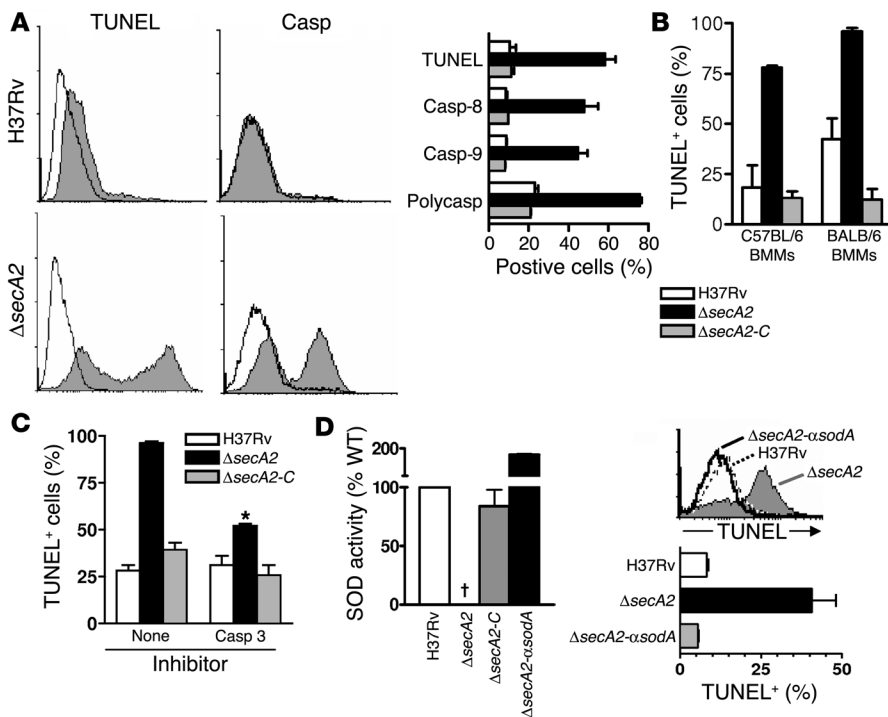 A
TUNEL
Casp
H37Rv
ΔsecA2
TUNEL
Casp-8
Casp-9
Polycasp
0 20 40 60 80
Postive cells (%)
B
TUNEL+ cells (%)
100
75
50
25
0
C57BL/6
BMMs
BALB/6
BMMs
H37Rv
ΔsecA2
ΔsecA2-C
C
TUNEL+ cells (%)
100
75
50
25
0
H37Rv
ΔsecA2
ΔsecA2-C
*
None
Casp 3
Inhibitor
D
SOD activity (% WT)
200
100
50
0
†
H37Rv
ΔsecA2
ΔsecA2-C
ΔsecA2-αsodA
ΔsecA2-αsodA
H37Rv
ΔsecA2
TUNEL
H37Rv
ΔsecA2
ΔsecA2-αsodA
0 25 50
TUNEL+ (%)